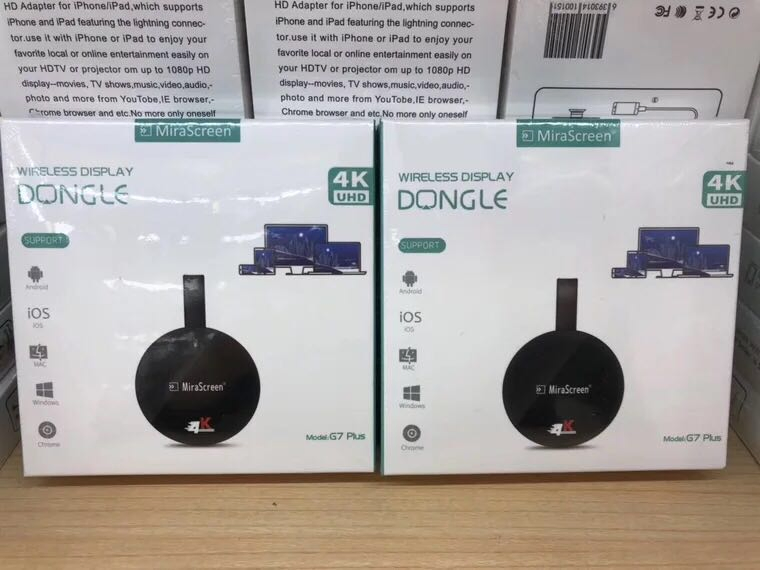 HD Adapter for iPhone/iPad,which supports
iPhone and iPad featuring the lightning connec-
tor.use it with iPhone or iPad to enjoy your
favorite local or online entertainment easily on
your HDTV or projector om up to 1080p HD
display--movies, TV shows,music,video,audio,-
photo and more from YouTobe,IE browser,-
Chrome browser and etc.No more only oneself
HD Adapter for iPhone/iPad,which supports
iPhone and iPad featuring the lightning connec-
tor.use it with iPhone or iPad to enjoy your
favorite local or online entertainment easily on
your HDTV or projector om up to 1080p HD
display--movies, TV shows,music,video,audio,-
photo and more from YouTobe,IE browser,-
Chrome browser and etc.No more only oneself
6 393014 100151
FC CE
MiraScreen®
WIRELESS DISPLAY
DONGLE
4K
UHD
SUPPORT
Android
iOS
iOS
MAC
Windows
Chrome
MiraScreen®
4K
Model:G7 Plus
MiraScreen®
WIRELESS DISPLAY
DONGLE
4K
UHD
SUPPORT
Android
iOS
iOS
MAC
Windows
Chrome
MiraScreen®
4K
Model:G7 Plus